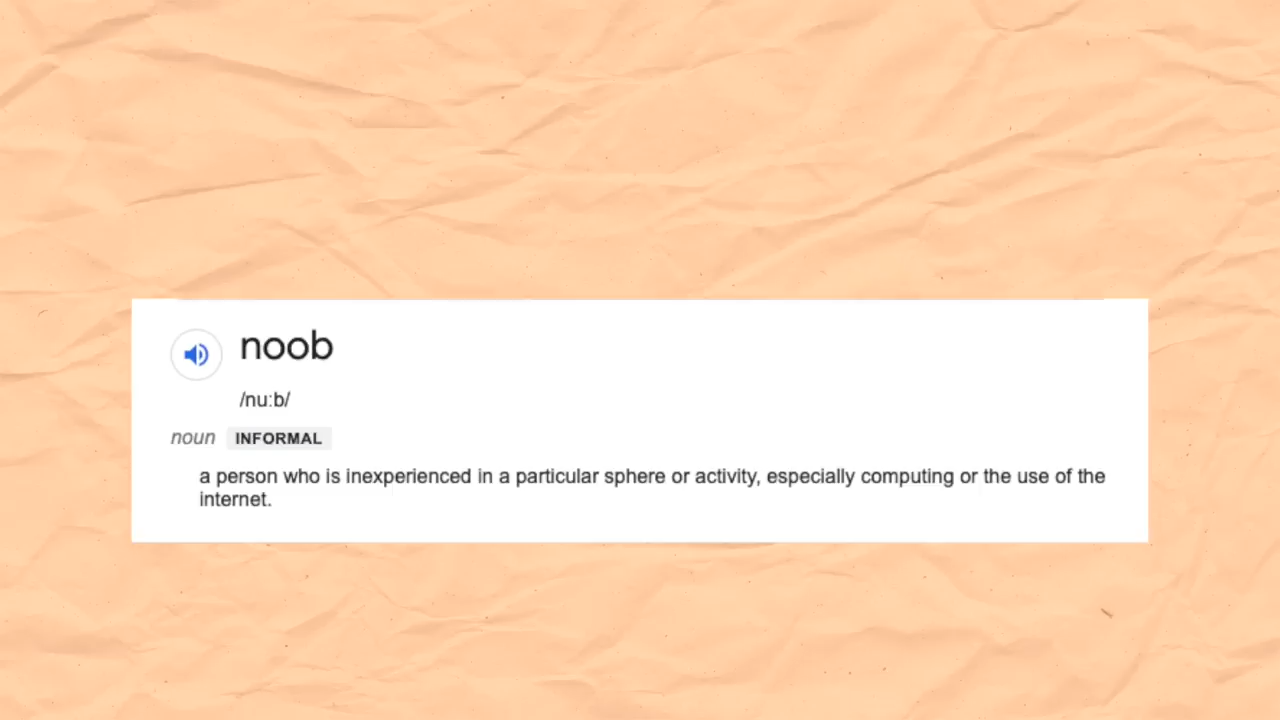 noob
/nuːb/
noun INFORMAL
a person who is inexperienced in a particular sphere or activity, especially computing or the use of the
internet.